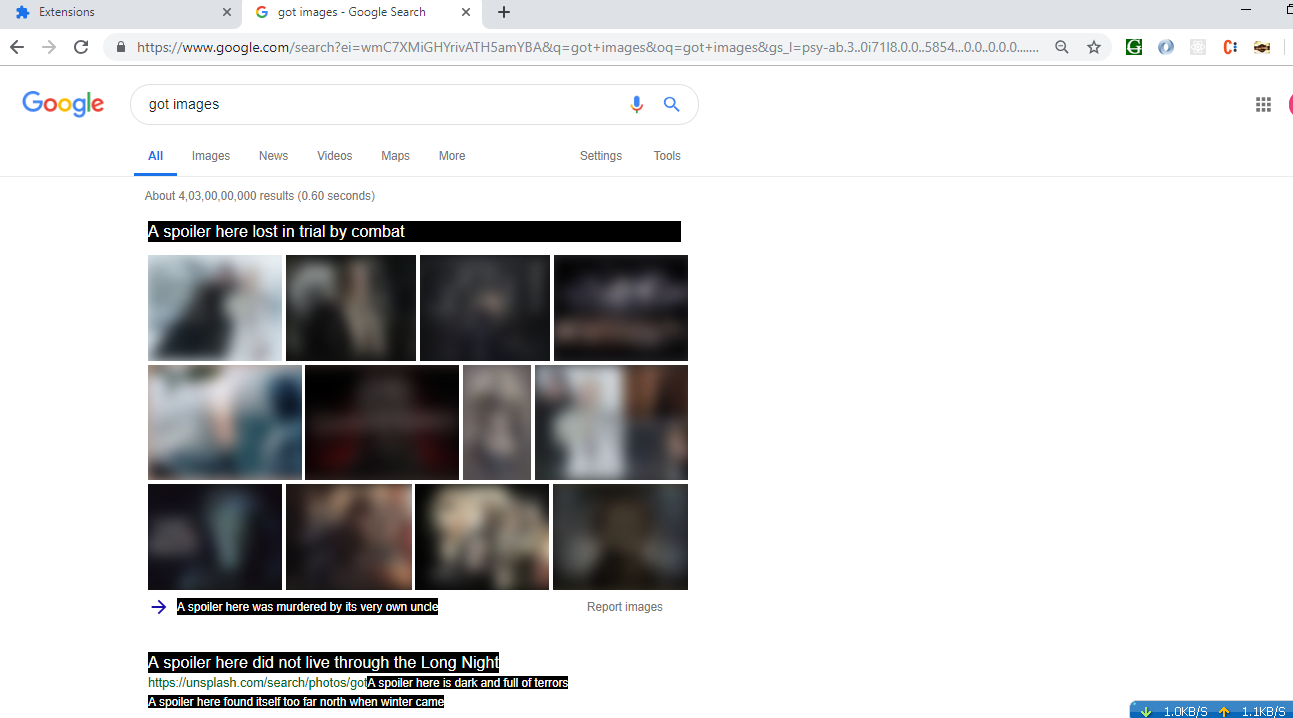 Extensions
got images - Google Search
https://www.google.com/search?ei=wmC7XMiGHYrivATH5amYBA&q=got+images&oq=got+images&gs_l=psy-ab.3..0i71l8.0.0..5854...0.0..0.0.0.......
Google
got images
All Images News Videos Maps More Settings Tools
About 4,03,00,00,000 results (0.60 seconds)
A spoiler here lost in trial by combat
A spoiler here was murdered by its very own uncle
Report images
A spoiler here did not live through the Long Night
https://unsplash.com/search/photos/gotA spoiler here is dark and full of terrors
A spoiler here found itself too far north when winter came
1.0KB/S 1.1KB/S